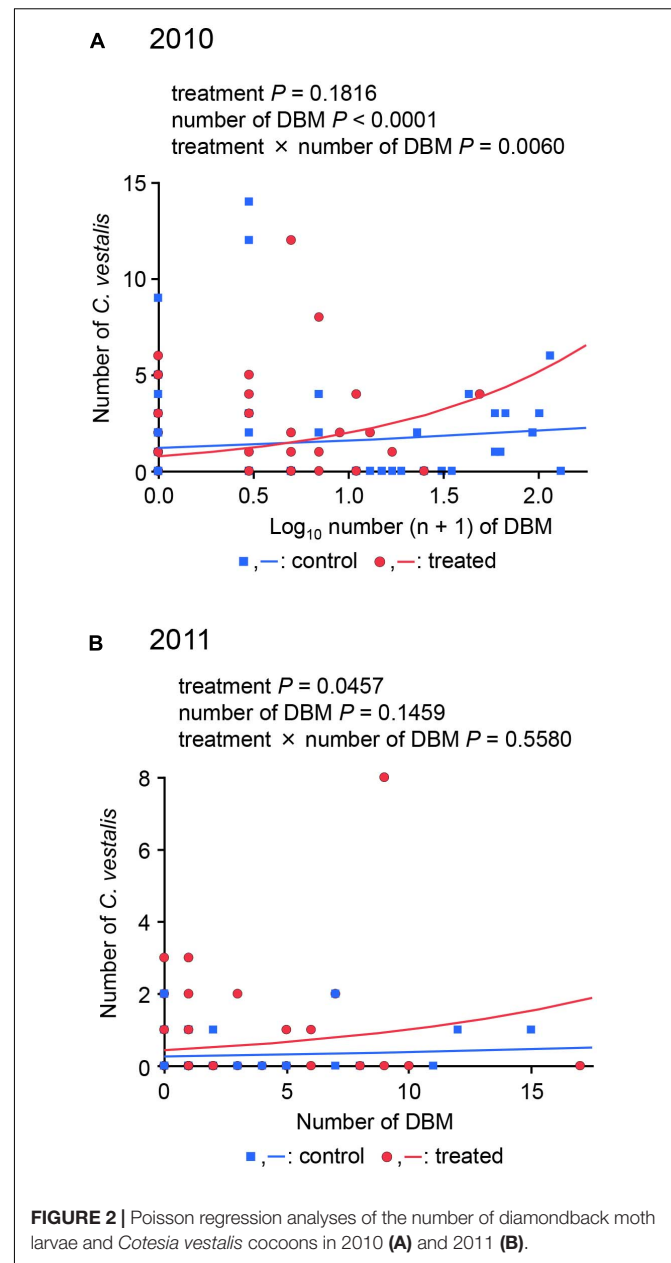 A 2010
treatment P = 0.1816
number of DBM P < 0.0001
treatment × number of DBM P = 0.0060
Number of C. vestalis
15
10
5
0
0.0 0.5 1.0 1.5 2.0
Log₁₀ number (n + 1) of DBM
■ ,—: control ● ,—: treated
B 2011
treatment P = 0.0457
number of DBM P = 0.1459
treatment × number of DBM P = 0.5580
Number of C. vestalis
8
6
4
2
0
0 5 10 15
Number of DBM
■ ,—: control ● ,—: treated
FIGURE 2 | Poisson regression analyses of the number of diamondback moth
larvae and Cotesia vestalis cocoons in 2010 (A) and 2011 (B).